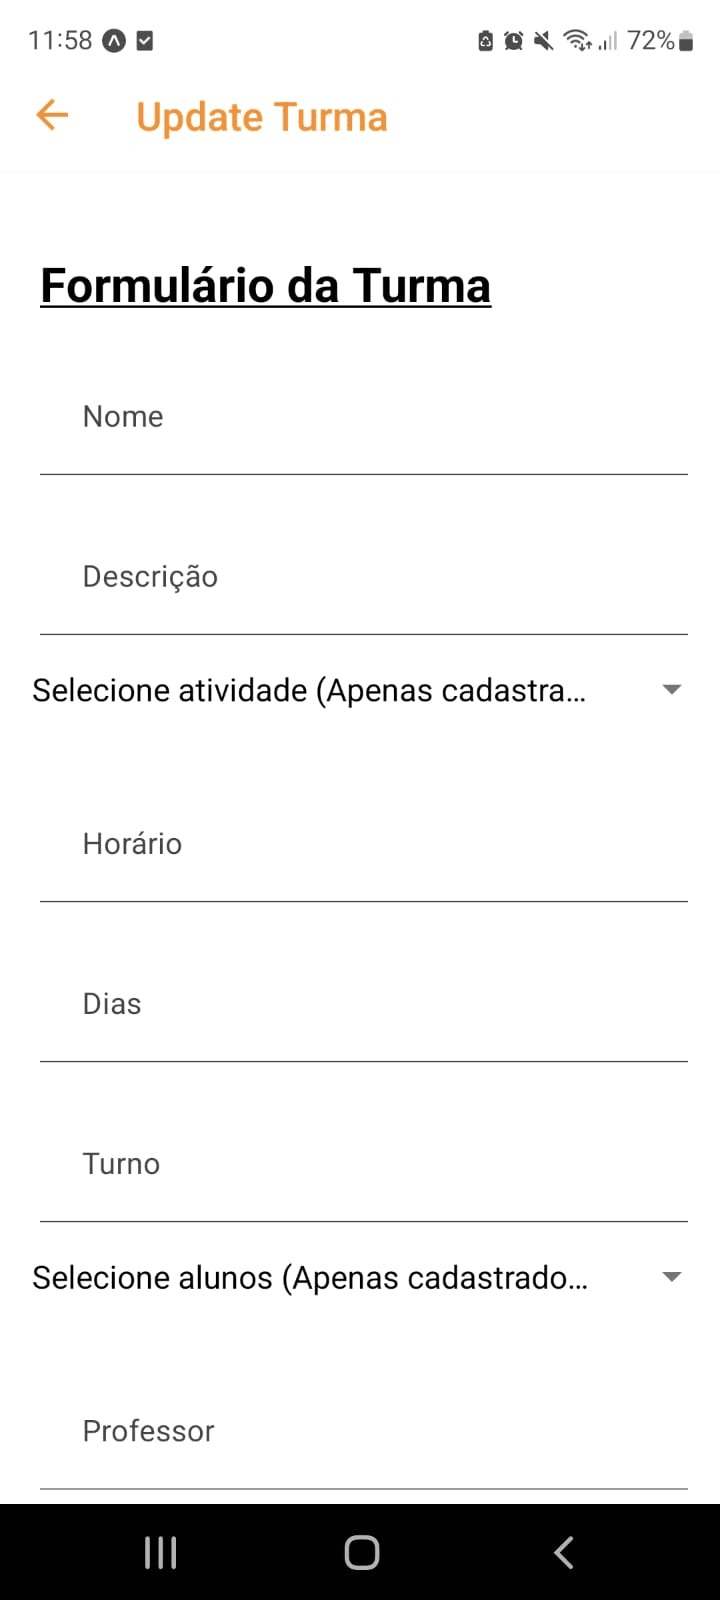 11:58 72%
Update Turma
Formulário da Turma
Nome
Descrição
Selecione atividade (Apenas cadastra...
Horário
Dias
Turno
Selecione alunos (Apenas cadastrado...
Professor